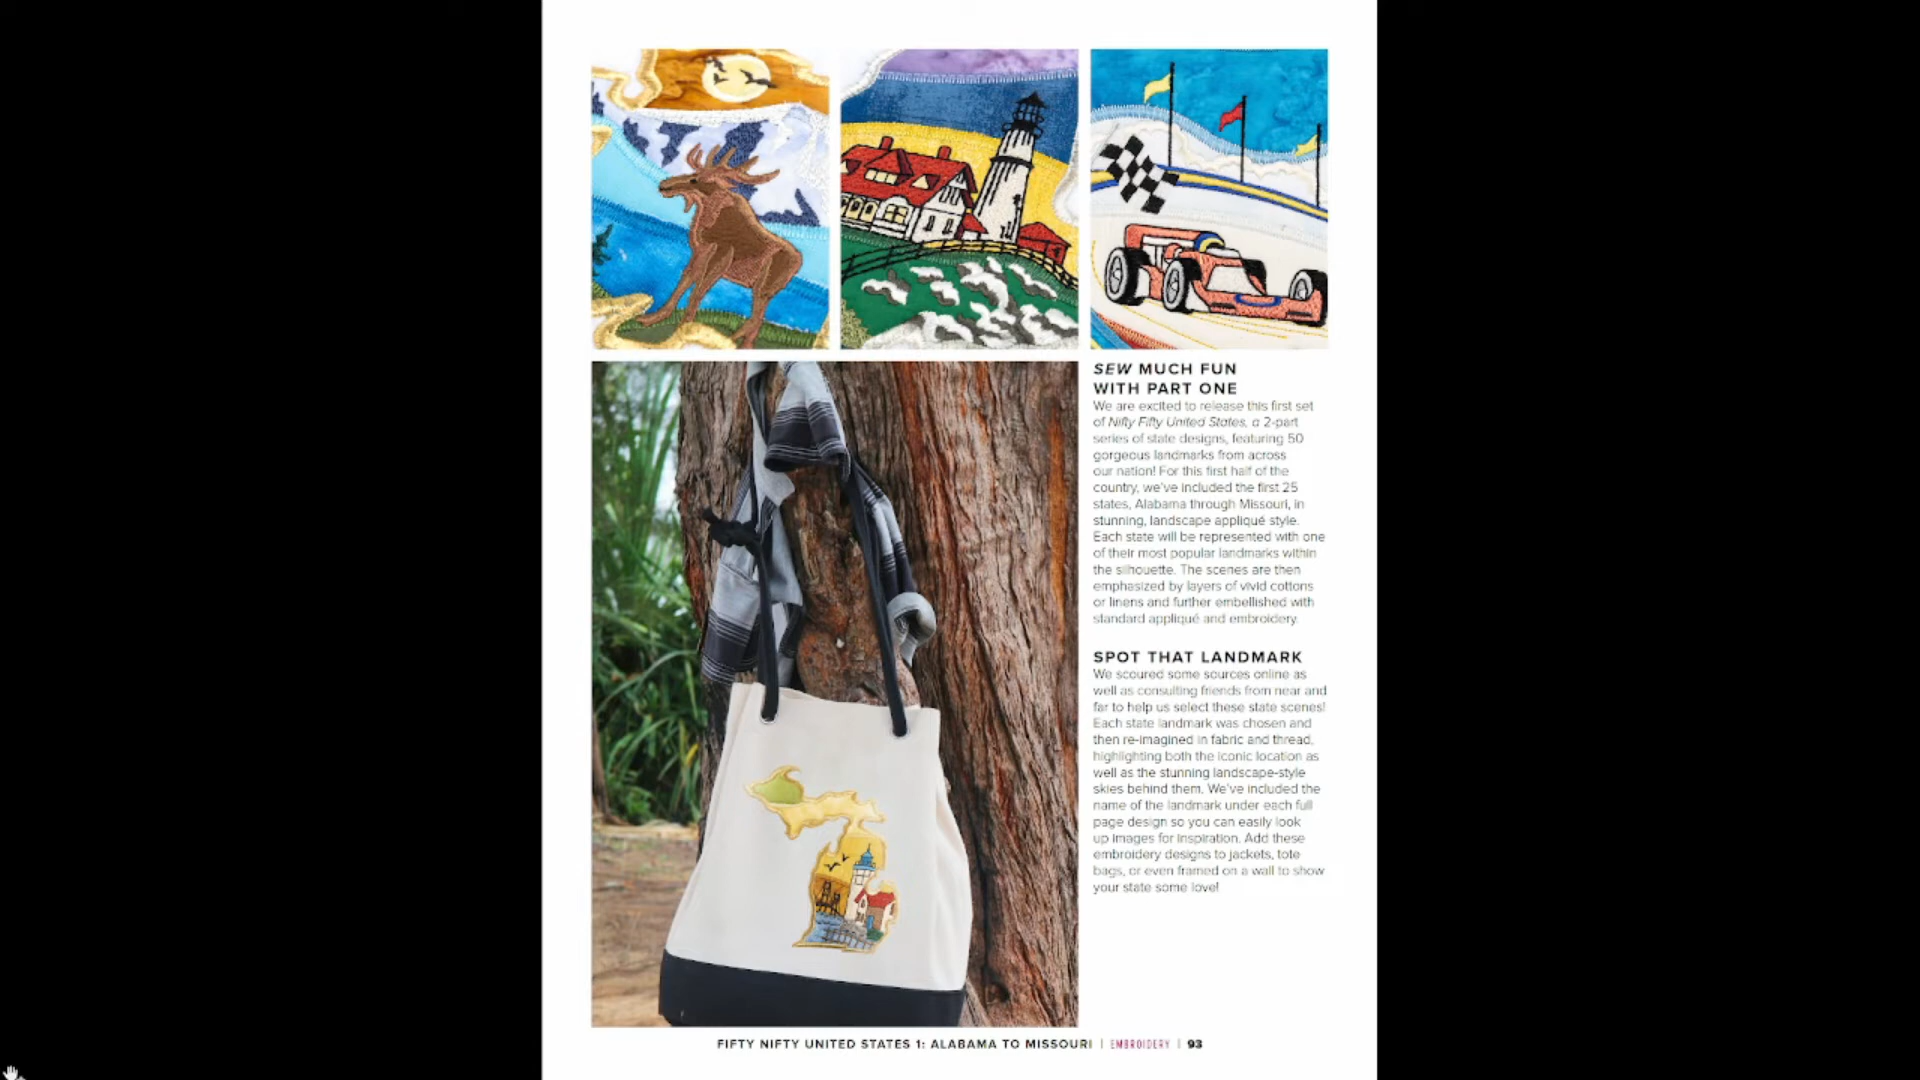 SEW MUCH FUN
WITH PART ONE
We are excited to release this first set
of Nifty Fifty United States, a 2-part
series of state designs, featuring 50
gorgeous landmarks from across
our nation! For this first half of the
country, we've included the first 25
states, Alabama through Missouri, in
stunning, landscape appliqué style.
Each state will be represented with one
of their most popular landmarks within
the silhouette. The scenes are then
emphasized by layers of vivid cottons
or linens and further embellished with
standard appliqué and embroidery.
SPOT THAT LANDMARK
We scoured some sources online as
well as consulting friends from near and
far to help us select these state scenes!
Each state landmark was chosen and
then re-imagined in fabric and thread,
highlighting both the iconic location as
well as the stunning landscape-style
skies behind them. We've included the
name of the landmark under each full
page design so you can easily look
up images for inspiration. Add these
embroidery designs to jackets, tote
bags, or even framed on a wall to show
your state some love!
FIFTY NIFTY UNITED STATES 1: ALABAMA TO MISSOURI | EMBROIDERY | 93